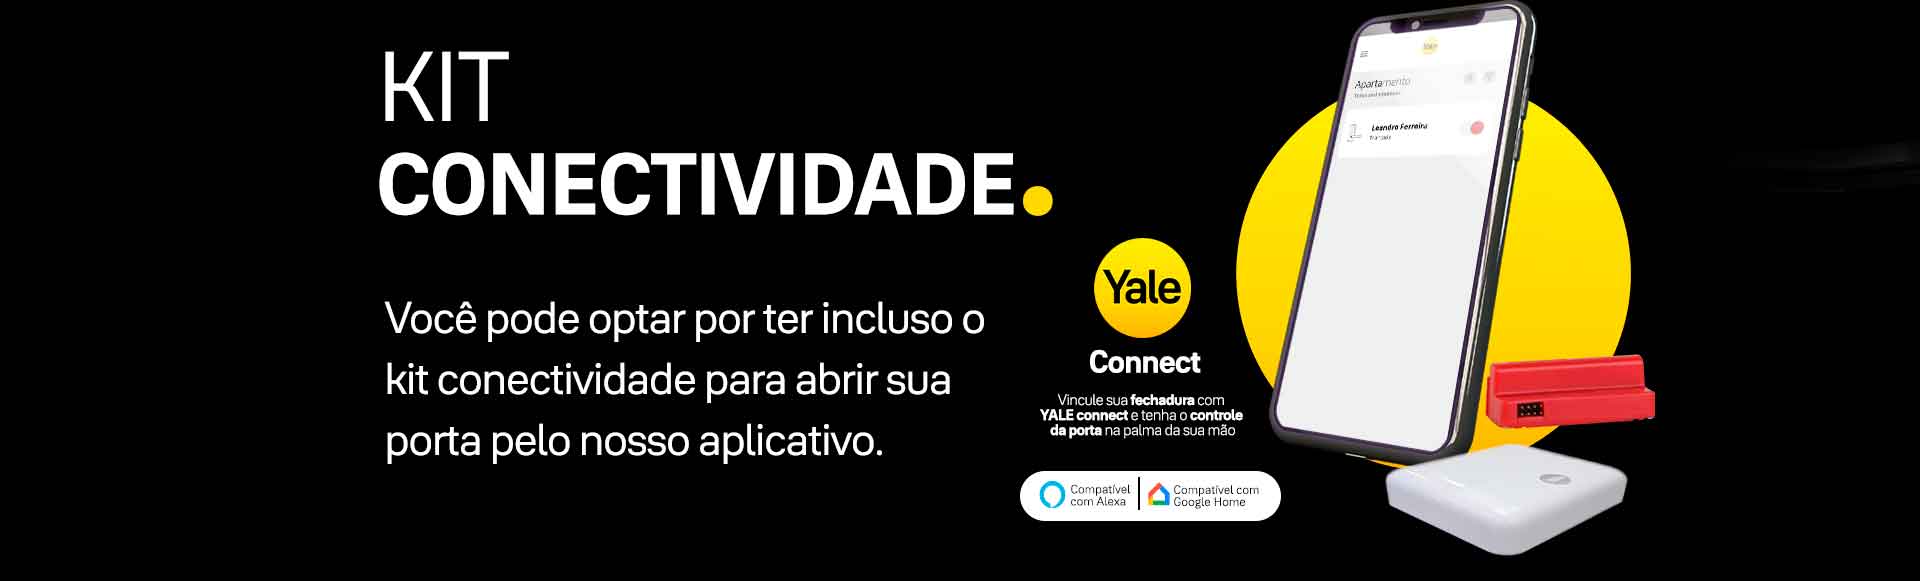 KIT
CONECTIVIDADE.
Você pode optar por ter incluso o
kit conectividade para abrir sua
porta pelo nosso aplicativo.
Yale
Connect
Vincule sua fechadura com
YALE connect e tenha o controle
da porta na palma da sua mão
Compatível
com Alexa
Compatível com
Google Home
Yale
Apartamento
Leandro Ferreira